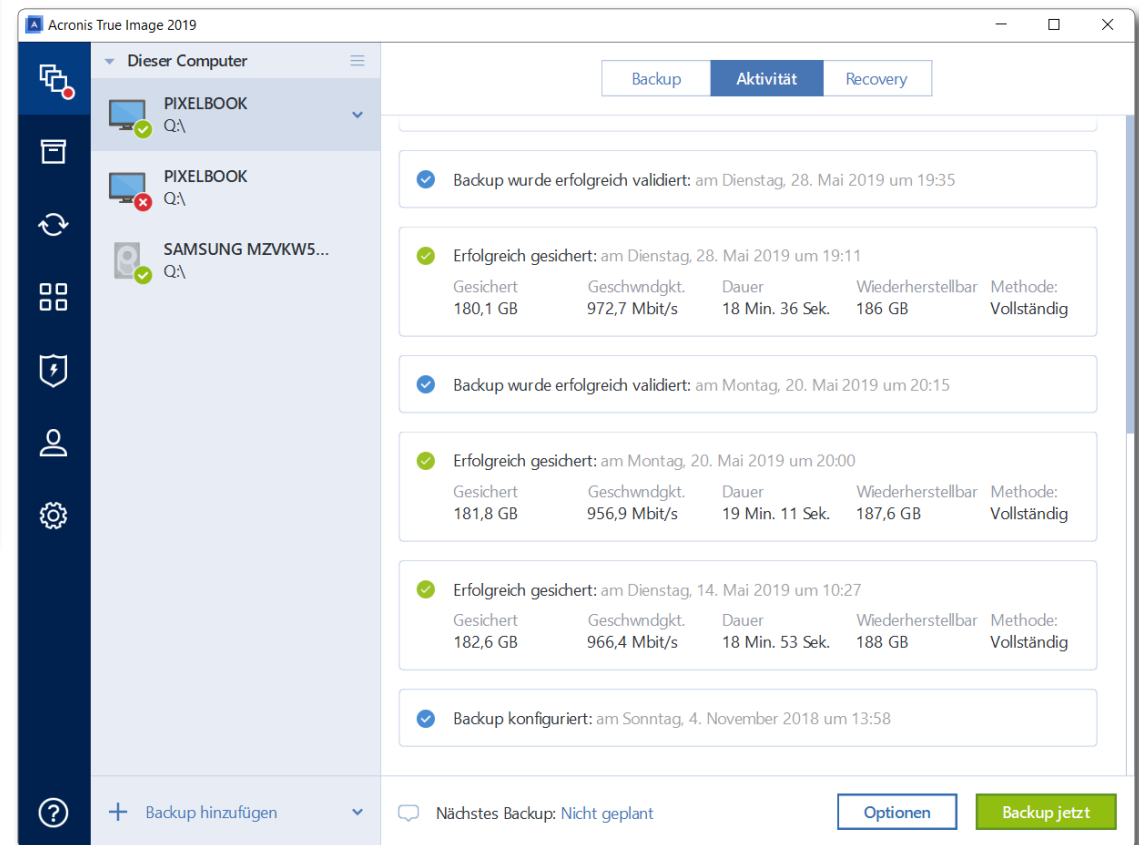 Acronis True Image 2019
Dieser Computer
PIXELBOOK
Q:\
PIXELBOOK
Q:\
SAMSUNG MZVKW5...
Q:\
Backup hinzufügen
Backup Aktivität Recovery
Backup wurde erfolgreich validiert: am Dienstag, 28. Mai 2019 um 19:35
Erfolgreich gesichert: am Dienstag, 28. Mai 2019 um 19:11
Gesichert Geschwndgkt. Dauer Wiederherstellbar Methode:
180,1 GB 972,7 Mbit/s 18 Min. 36 Sek. 186 GB Vollständig
Backup wurde erfolgreich validiert: am Montag, 20. Mai 2019 um 20:15
Erfolgreich gesichert: am Montag, 20. Mai 2019 um 20:00
Gesichert Geschwndgkt. Dauer Wiederherstellbar Methode:
181,8 GB 956,9 Mbit/s 19 Min. 11 Sek. 187,6 GB Vollständig
Erfolgreich gesichert: am Dienstag, 14. Mai 2019 um 10:27
Gesichert Geschwndgkt. Dauer Wiederherstellbar Methode:
182,6 GB 966,4 Mbit/s 18 Min. 53 Sek. 188 GB Vollständig
Backup konfiguriert: am Sonntag, 4. November 2018 um 13:58
Nächstes Backup: Nicht geplant
Optionen
Backup jetzt